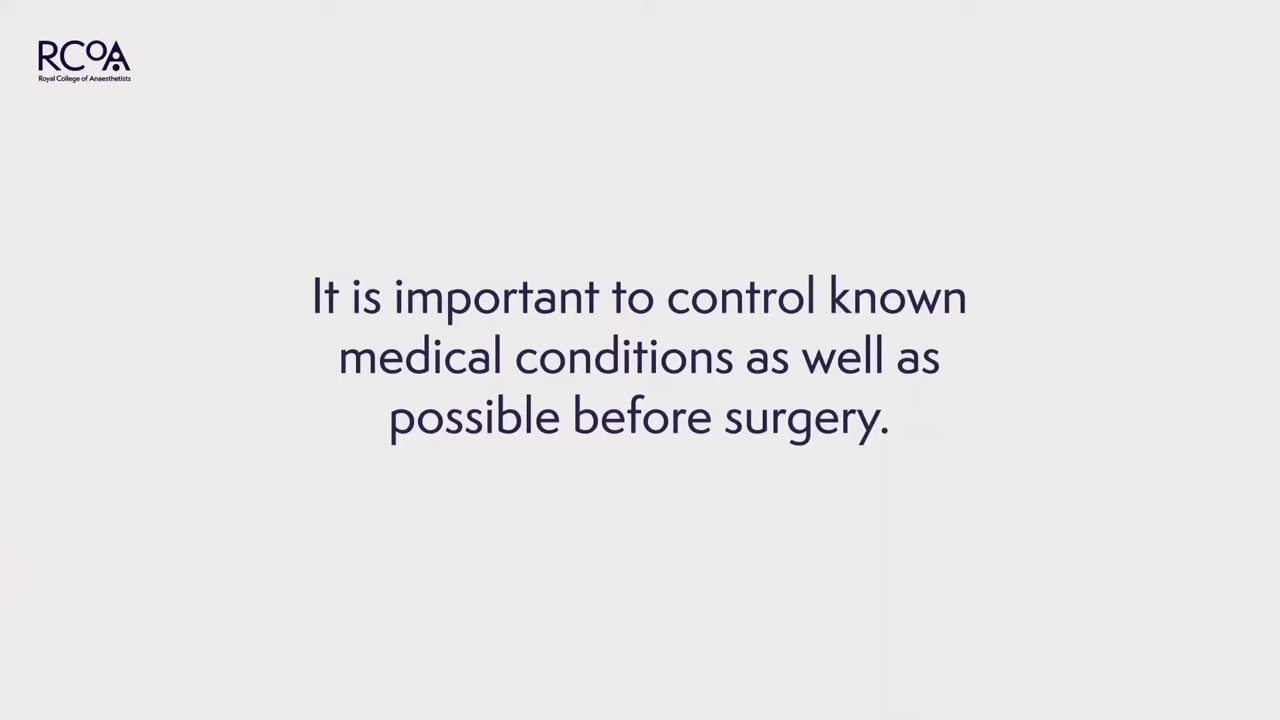 RCoA
Royal College of Anaesthetists
It is important to control known
medical conditions as well as
possible before surgery.